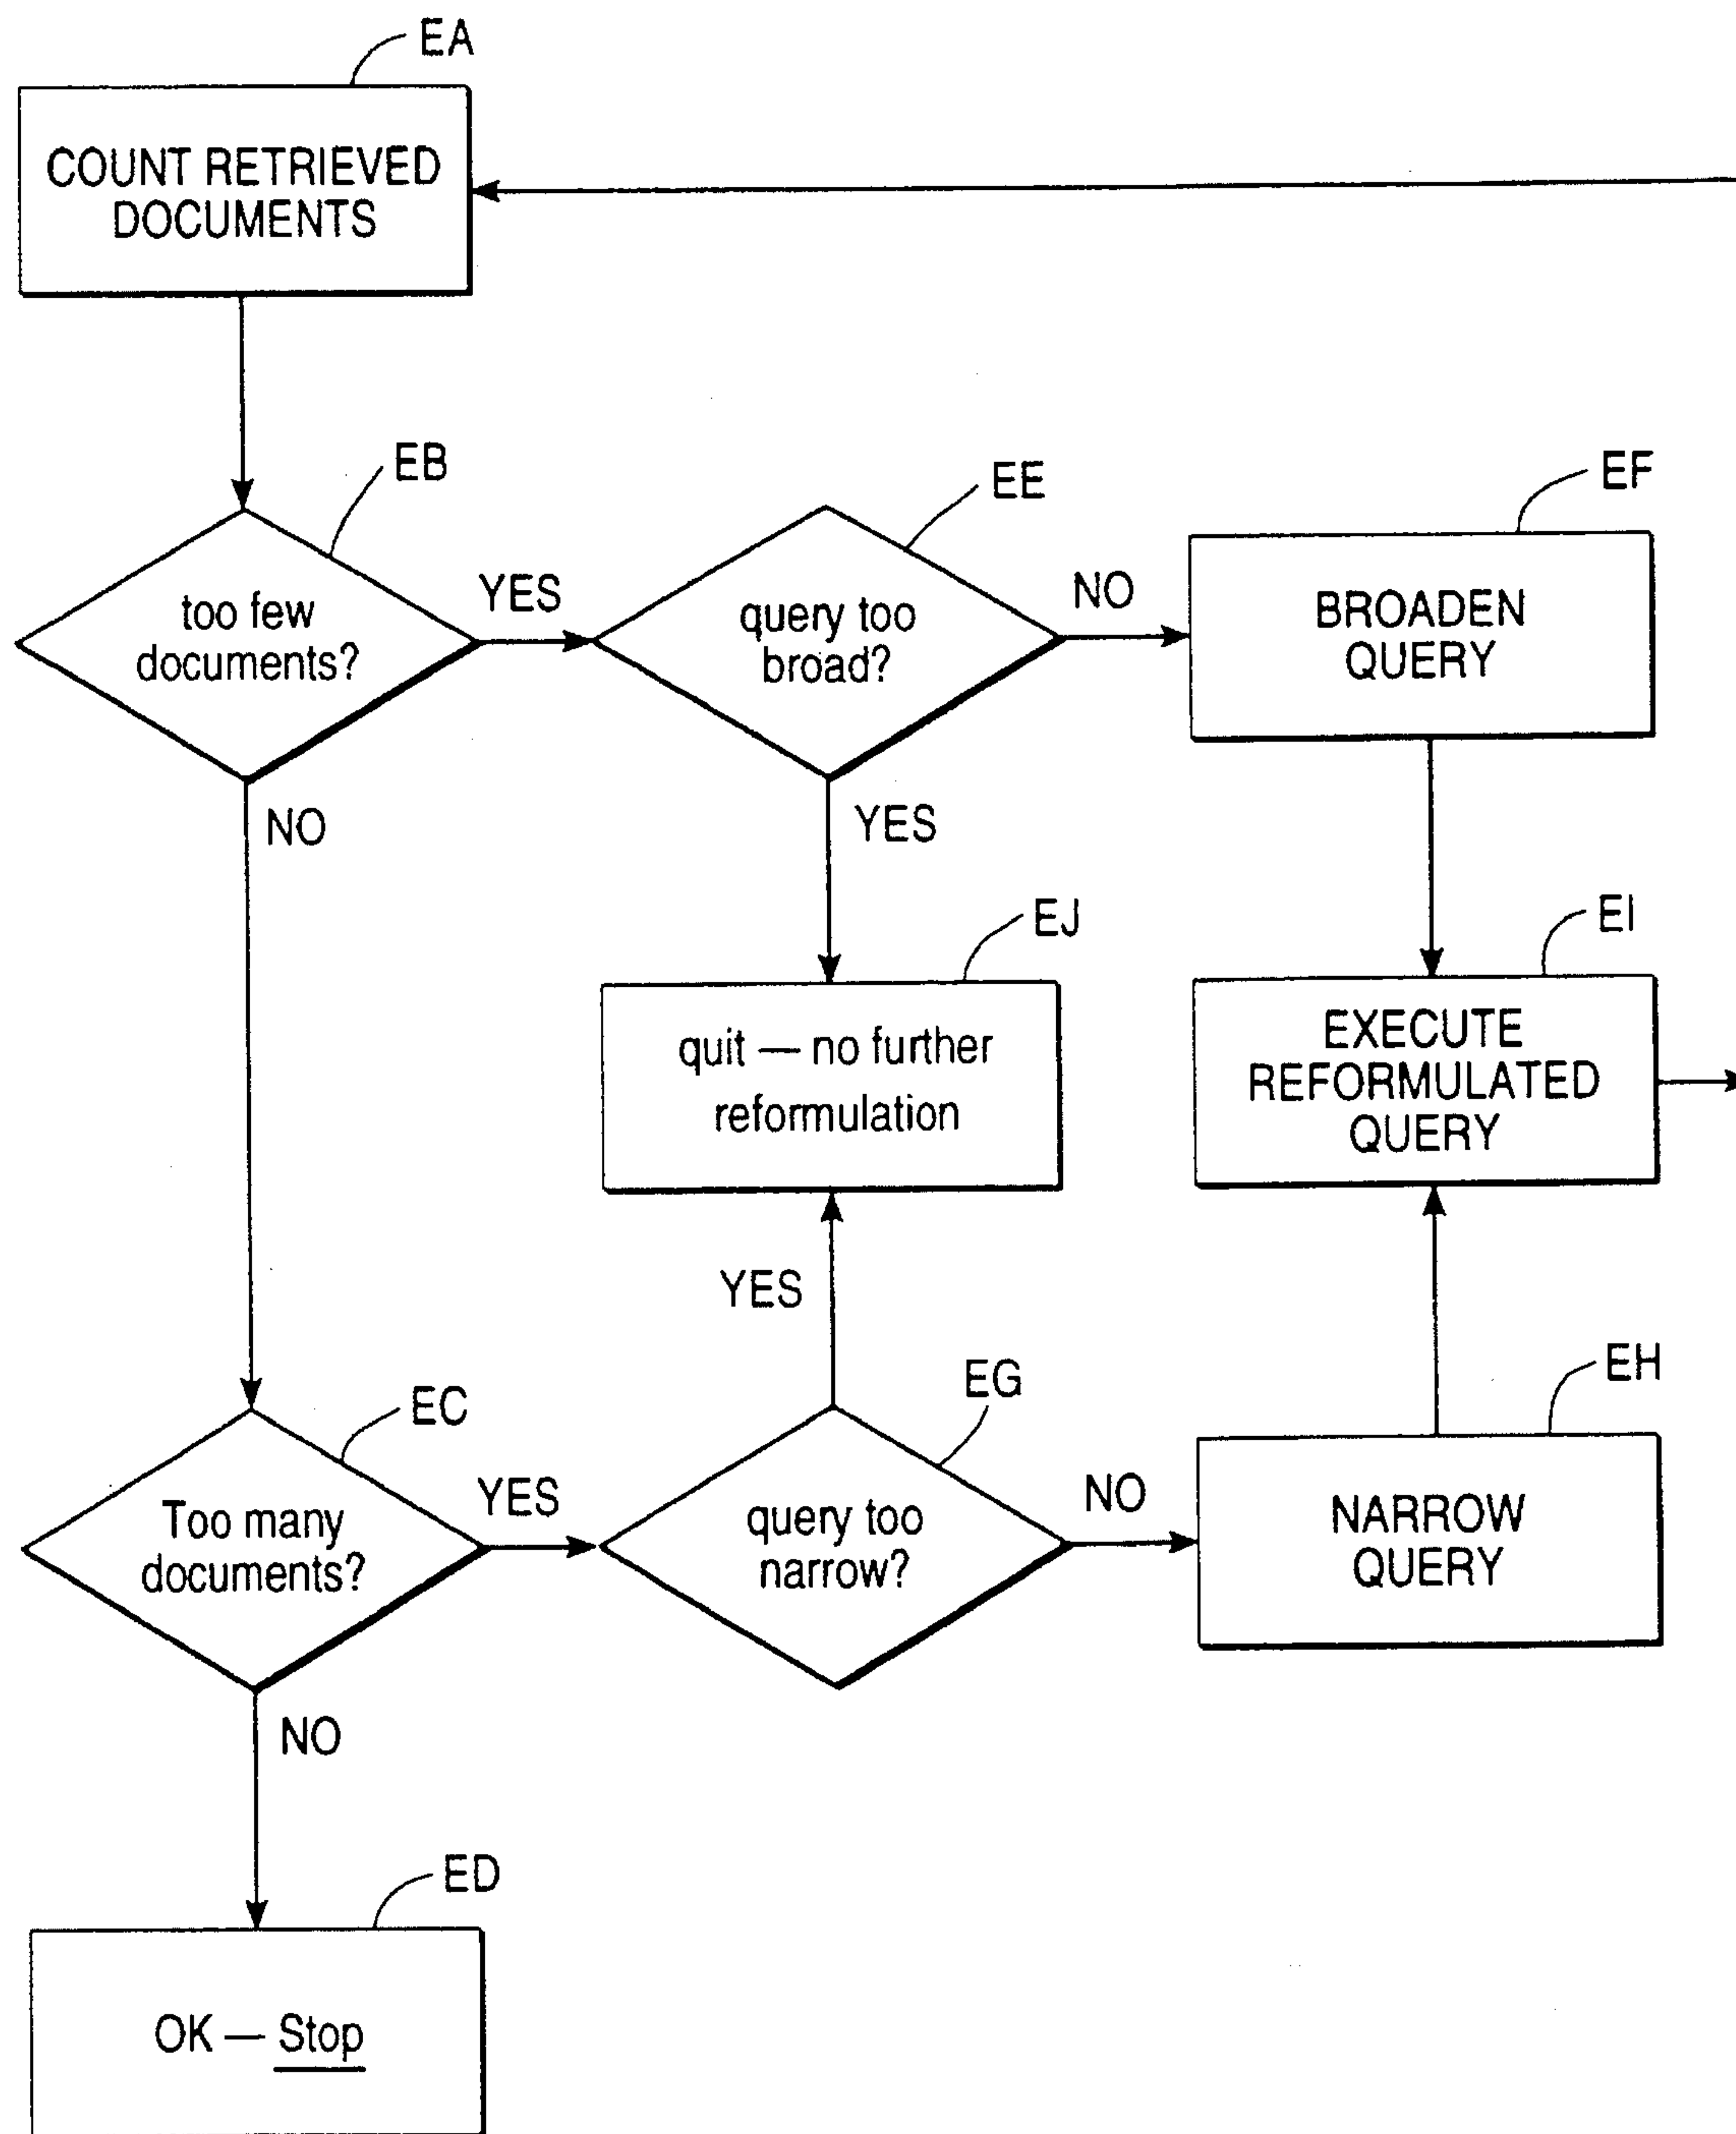 EA
COUNT RETRIEVED
DOCUMENTS
EB
too few
documents?
YES
NO
EE
query too
broad?
NO
YES
EF
BROADEN
QUERY
EJ
quit — no further
reformulation
EI
EXECUTE
REFORMULATED
QUERY
EC
Too many
documents?
YES
NO
EG
YES
query too
narrow?
NO
EH
NARROW
QUERY
ED
OK — Stop